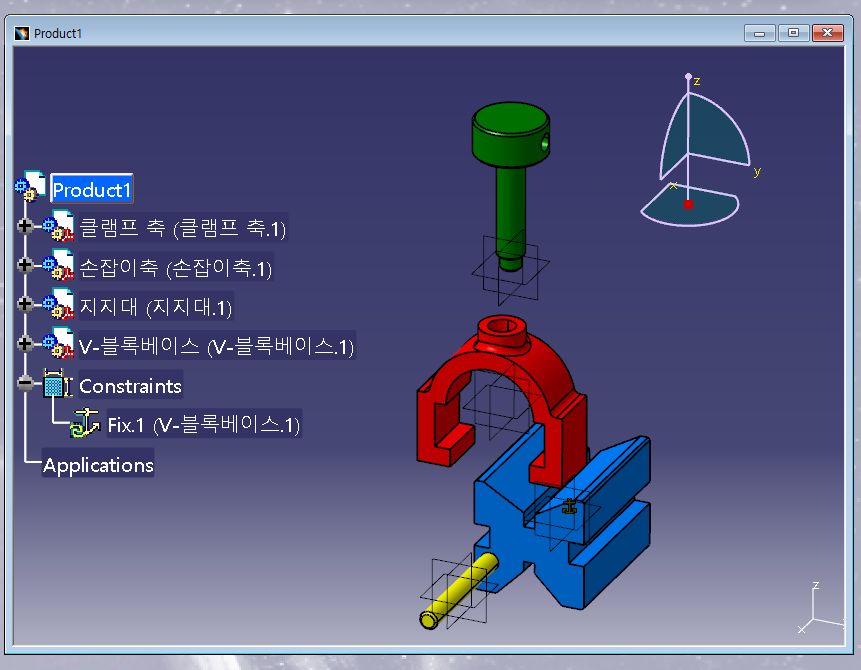 Product1
z
y
x
Product1
클램프 축 (클램프 축.1)
손잡이축 (손잡이축.1)
지지대 (지지대.1)
V-블록베이스 (V-블록베이스.1)
Constraints
Fix.1 (V-블록베이스.1)
Applications
z
x